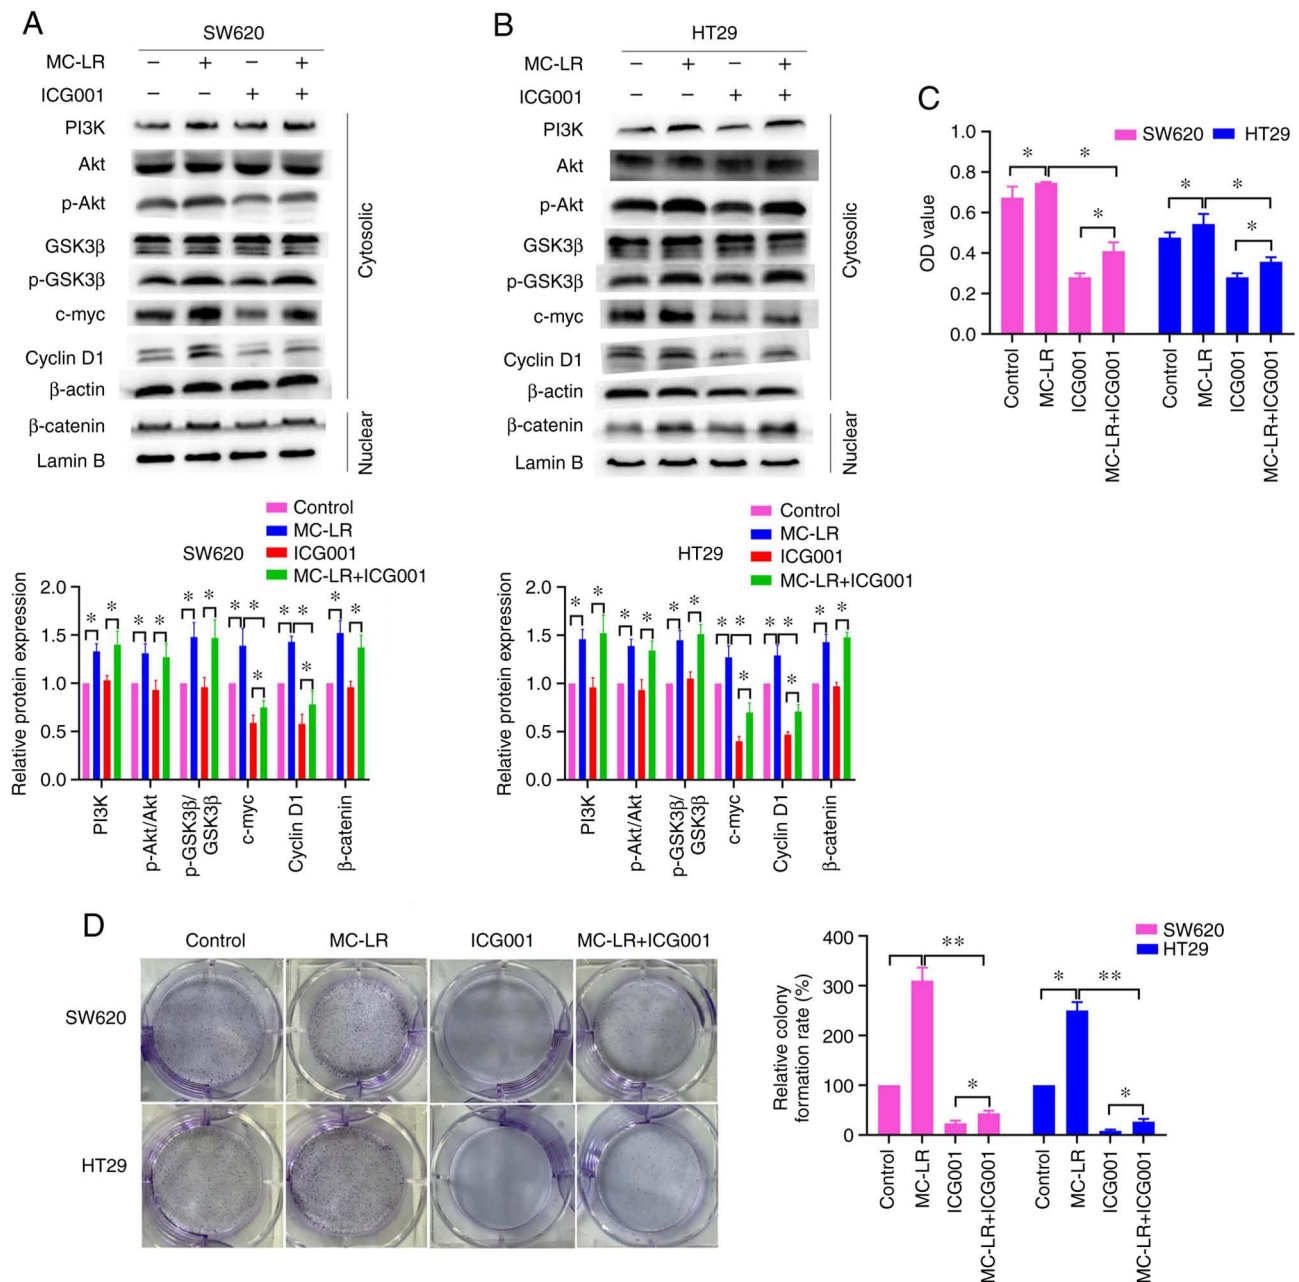 A
SW620
MC-LR − + − +
ICG001 − − + +
PI3K
Akt
p-Akt
GSK3β
p-GSK3β
c-myc
Cyclin D1
β-actin
β-catenin
Lamin B
Cytosolic
Nuclear
Control
MC-LR
ICG001
MC-LR+ICG001
SW620
Relative protein expression
2.0
1.5
1.0
0.5
0.0
* * * * * * * * * * * * * *
PI3K
p-Akt/Akt
p-GSK3β/
GSK3β
c-myc
Cyclin D1
β-catenin
B
HT29
MC-LR − + − +
ICG001 − − + +
PI3K
Akt
p-Akt
GSK3β
p-GSK3β
c-myc
Cyclin D1
β-actin
β-catenin
Lamin B
Cytosolic
Nuclear
Control
MC-LR
ICG001
MC-LR+ICG001
HT29
Relative protein expression
2.0
1.5
1.0
0.5
0.0
* * * * * * * * * * * * * *
PI3K
p-Akt/Akt
p-GSK3β/
GSK3β
c-myc
Cyclin D1
β-catenin
C
SW620 HT29
OD value
1.0
0.8
0.6
0.4
0.2
0.0
* * * * * *
Control
MC-LR
ICG001
MC-LR+ICG001
Control
MC-LR
ICG001
MC-LR+ICG001
D
Control MC-LR ICG001 MC-LR+ICG001
SW620
HT29
SW620
HT29
Relative colony
formation rate (%)
400
300
200
100
0
** * ** * *
Control
MC-LR
ICG001
MC-LR+ICG001
Control
MC-LR
ICG001
MC-LR+ICG001